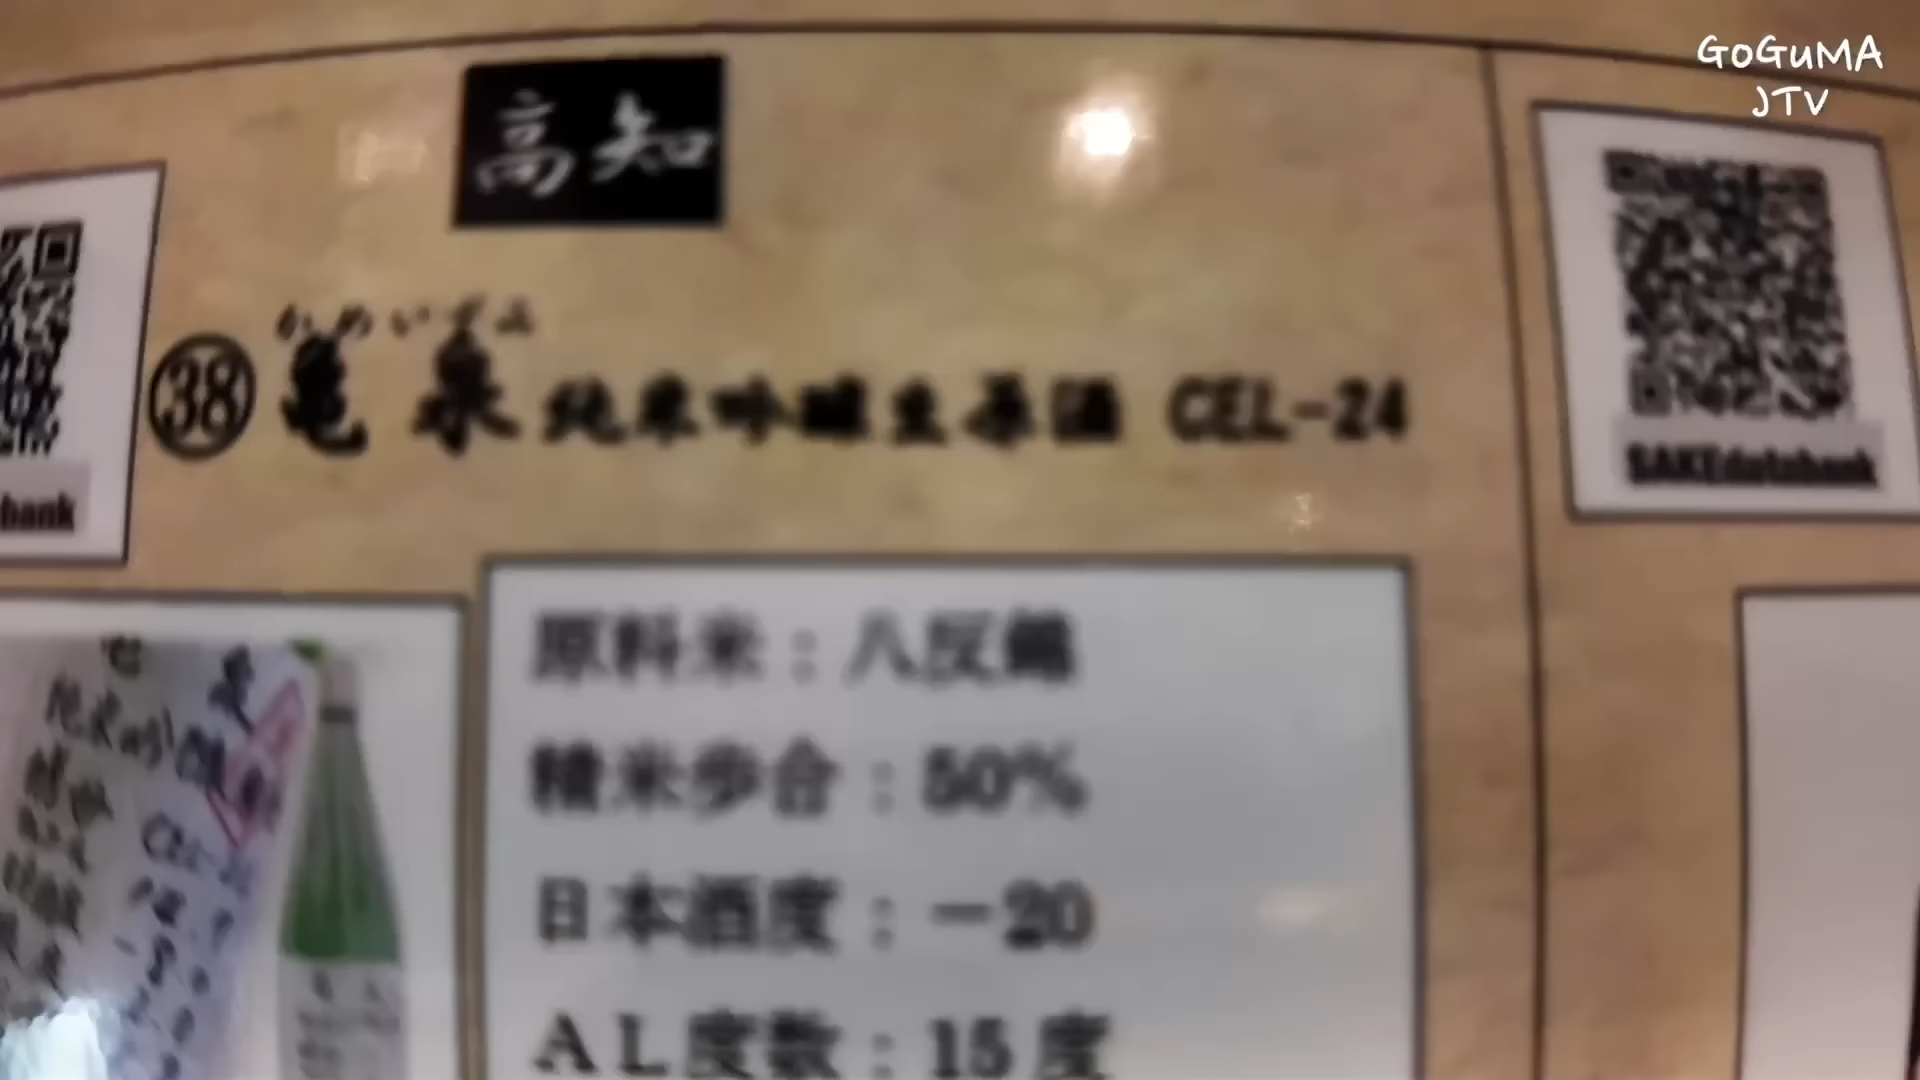 GoGuMA
JTV
高知
かめいずみ
㊳ 亀泉 純米吟醸生原酒 CEL-24
SAKEdatabank
bank
原料米：八反錦
精米歩合：50%
日本酒度：－20
AL度数：15度